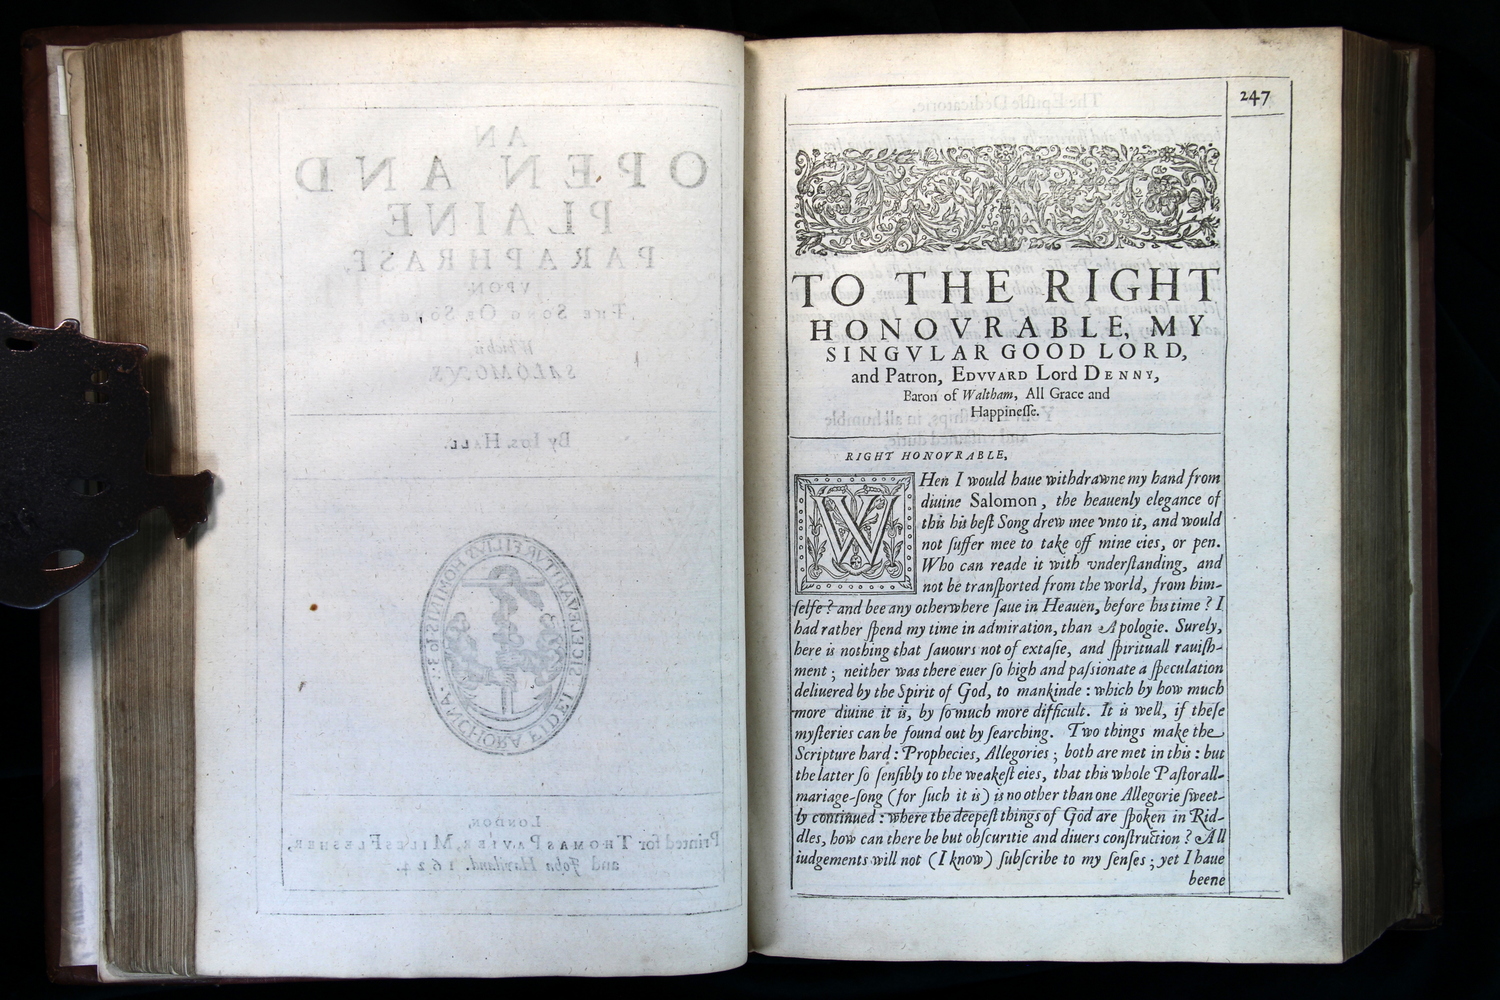 AN
OPEN AND
PLAINE
PARAPHRASE,
VPON
THE SONG OF SONGS,
Which is
SALOMONS.
By Ios. HALL.
ANCHORA FIDEI
LONDON,
Printed for THOMAS PAVIER, MILES FLESHER,
and John Haviland. 1624.
The Epistle Dedicatorie.
247
TO THE RIGHT
HONOVRABLE, MY
SINGVLAR GOOD LORD,
and Patron, EDVVARD Lord DENNY,
Baron of Waltham, All Grace and
Happinesse.
RIGHT HONOVRABLE,
WHen I would haue withdrawne my hand from
diuine Salomon, the heauenly elegance of
this his best Song drew mee vnto it, and would
not suffer mee to take off mine eies, or pen.
Who can reade it with vnderstanding, and
not be transported from the world, from him-
selfe? and bee any otherwhere saue in Heauen, before his time? I
had rather spend my time in admiration, than Apologie. Surely,
here is nothing that sauours not of extasie, and spirituall rauish-
ment; neither was there euer so high and passionate a speculation
deliuered by the Spirit of God, to mankinde: which by how much
more diuine it is, by so much more difficult. It is well, if these
mysteries can be found out by searching. Two things make the
Scripture hard: Prophecies, Allegories; both are met in this: but
the latter so sensibly to the weakest eies, that this whole Pastorall-
mariage-song (for such it is) is no other than one Allegorie sweet-
ly continued: where the deepest things of God are spoken in Rid-
dles, how can there be but obscuritie and diuers construction? All
iudgements will not (I know) subscribe to my senses; yet I haue
beene